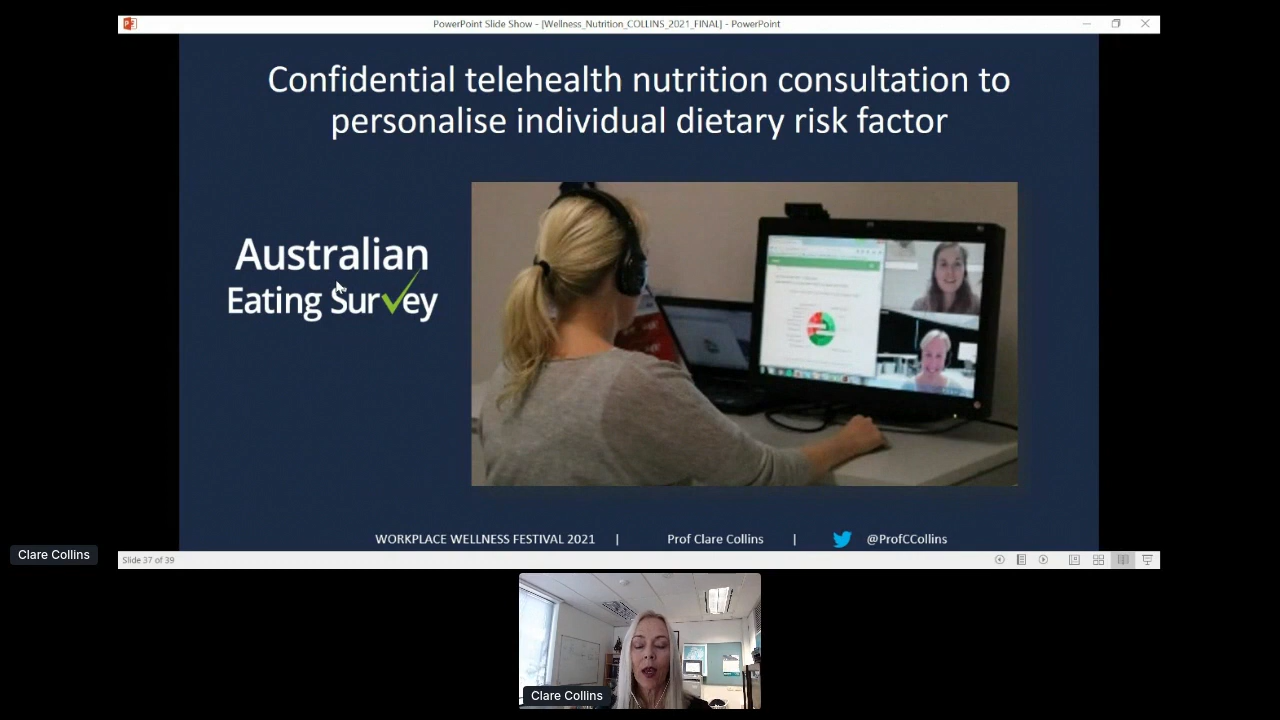 PowerPoint Slide Show - [Wellness_Nutrition_COLLINS_2021_FINAL] - PowerPoint
Confidential telehealth nutrition consultation to
personalise individual dietary risk factor
Australian
Eating Survey
WORKPLACE WELLNESS FESTIVAL 2021 | Prof Clare Collins | @ProfCCollins
Clare Collins
Slide 37 of 39
Clare Collins